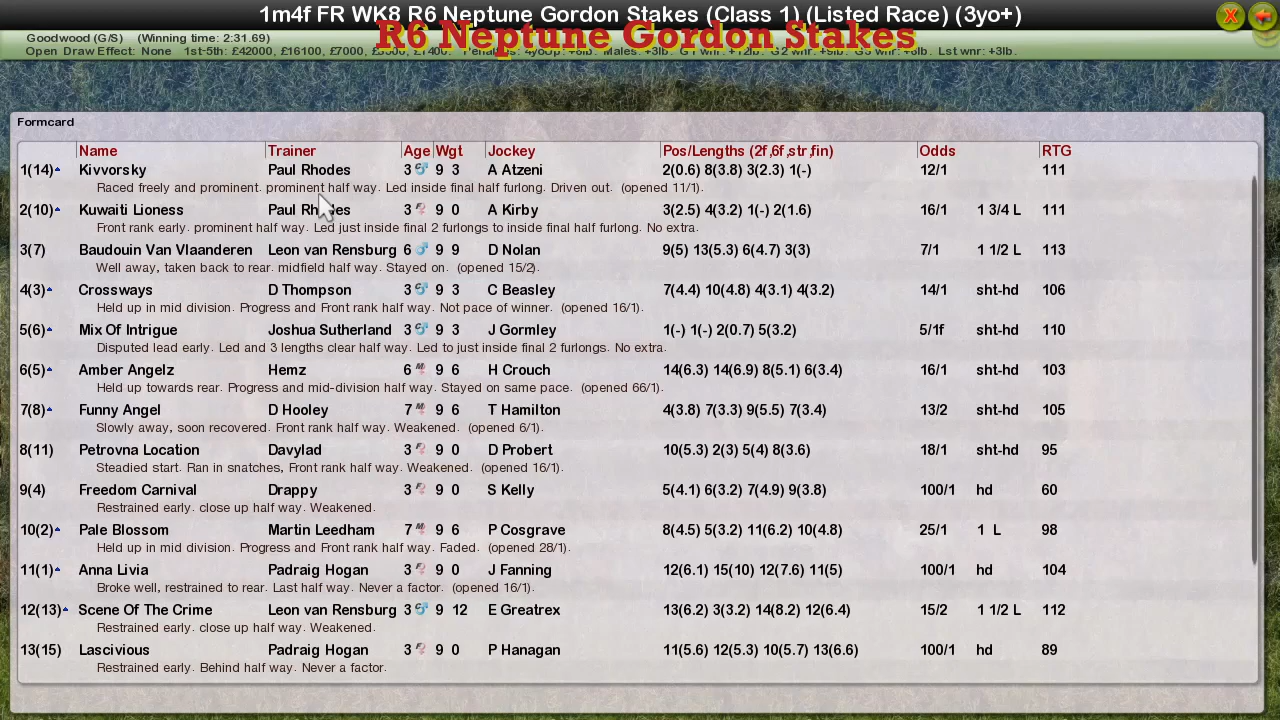 1m4f FR WK8 R6 Neptune Gordon Stakes (Class 1) (Listed Race) (3yo+)
R6 Neptune Gordon Stakes
Goodwood (G/S) (Winning time: 2:31.69)
Open Draw Effect: None 1st-5th: £42000, £16100, £7000, £1400. 4/youp: +6lb. Males: +3lb. G1 wnr: +12lb. G2 wnr: +9lb. G3 wnr: +6lb. Lst wnr: +3lb.
Formcard
Name Trainer Age Wgt Jockey Pos/Lengths (2f,6f,str,fin) Odds RTG
1(14) Kivvorsky Paul Rhodes 3 9 3 A Atzeni 2(0.6) 8(3.8) 3(2.3) 1(-) 12/1 111
Raced freely and prominent. prominent half way. Led inside final half furlong. Driven out. (opened 11/1).
2(10) Kuwaiti Lioness Paul Rhodes 3 9 0 A Kirby 3(2.5) 4(3.2) 1(-) 2(1.6) 16/1 1 3/4 L 111
Front rank early. prominent half way. Led just inside final 2 furlongs to inside final half furlong. No extra.
3(7) Baudouin Van Vlaanderen Leon van Rensburg 6 9 9 D Nolan 9(5) 13(5.3) 6(4.7) 3(3) 7/1 1 1/2 L 113
Well away, taken back to rear. midfield half way. Stayed on. (opened 15/2).
4(3) Crossways D Thompson 3 9 3 C Beasley 7(4.4) 10(4.8) 4(3.1) 4(3.2) 14/1 sht-hd 106
Held up in mid division. Progress and Front rank half way. Not pace of winner. (opened 16/1).
5(6) Mix Of Intrigue Joshua Sutherland 3 9 3 J Gormley 1(-) 1(-) 2(0.7) 5(3.2) 5/1f sht-hd 110
Disputed lead early. Led and 3 lengths clear half way. Led to just inside final 2 furlongs. No extra.
6(5) Amber Angelz Hemz 6 9 6 H Crouch 14(6.3) 14(6.9) 8(5.1) 6(3.4) 16/1 sht-hd 103
Held up towards rear. Progress and mid-division half way. Stayed on same pace. (opened 66/1).
7(8) Funny Angel D Hooley 7 9 6 T Hamilton 4(3.8) 7(3.3) 9(5.5) 7(3.4) 13/2 sht-hd 105
Slowly away, soon recovered. Front rank half way. Weakened. (opened 6/1).
8(11) Petrovna Location Davylad 3 9 0 D Probert 10(5.3) 2(3) 5(4) 8(3.6) 18/1 sht-hd 95
Steadied start. Ran in snatches, Front rank half way. Weakened. (opened 16/1).
9(4) Freedom Carnival Drappy 3 9 0 S Kelly 5(4.1) 6(3.2) 7(4.9) 9(3.8) 100/1 hd 60
Restrained early. close up half way. Weakened.
10(2) Pale Blossom Martin Leedham 7 9 6 P Cosgrave 8(4.5) 5(3.2) 11(6.2) 10(4.8) 25/1 1 L 98
Held up in mid division. Progress and Front rank half way. Faded. (opened 28/1).
11(1) Anna Livia Padraig Hogan 3 9 0 J Fanning 12(6.1) 15(10) 12(7.6) 11(5) 100/1 hd 104
Broke well, restrained to rear. Last half way. Never a factor. (opened 16/1).
12(13) Scene Of The Crime Leon van Rensburg 3 9 12 E Greatrex 13(6.2) 3(3.2) 14(8.2) 12(6.4) 15/2 1 1/2 L 112
Restrained early. close up half way. Weakened.
13(15) Lascivious Padraig Hogan 3 9 0 P Hanagan 11(5.6) 12(5.3) 10(5.7) 13(6.6) 100/1 hd 89
Restrained early. Behind half way. Never a factor.